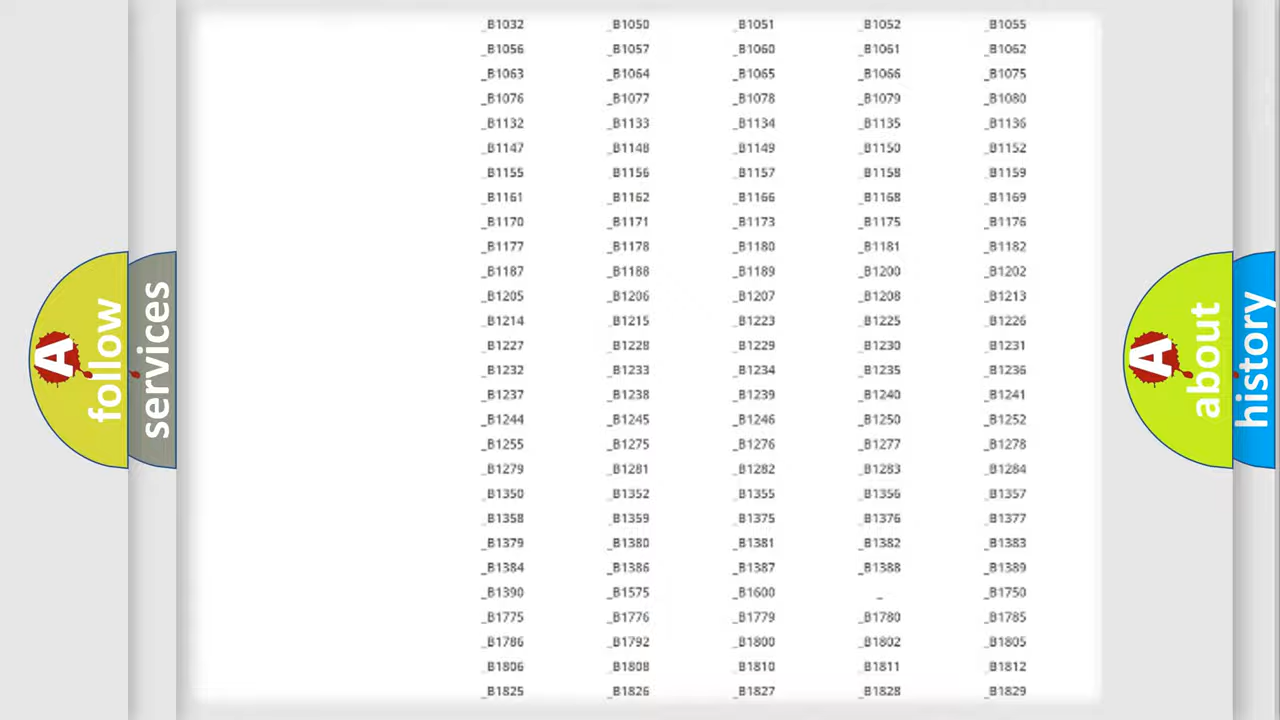 _B1032 _B1050 _B1051 _B1052 _B1055
_B1056 _B1057 _B1060 _B1061 _B1062
_B1063 _B1064 _B1065 _B1066 _B1075
_B1076 _B1077 _B1078 _B1079 _B1080
_B1132 _B1133 _B1134 _B1135 _B1136
_B1147 _B1148 _B1149 _B1150 _B1152
_B1155 _B1156 _B1157 _B1158 _B1159
_B1161 _B1162 _B1166 _B1168 _B1169
_B1170 _B1171 _B1173 _B1175 _B1176
_B1177 _B1178 _B1180 _B1181 _B1182
_B1187 _B1188 _B1189 _B1200 _B1202
_B1205 _B1206 _B1207 _B1208 _B1213
_B1214 _B1215 _B1223 _B1225 _B1226
_B1227 _B1228 _B1229 _B1230 _B1231
_B1232 _B1233 _B1234 _B1235 _B1236
_B1237 _B1238 _B1239 _B1240 _B1241
_B1244 _B1245 _B1246 _B1250 _B1252
_B1255 _B1275 _B1276 _B1277 _B1278
_B1279 _B1281 _B1282 _B1283 _B1284
_B1350 _B1352 _B1355 _B1356 _B1357
_B1358 _B1359 _B1375 _B1376 _B1377
_B1379 _B1380 _B1381 _B1382 _B1383
_B1384 _B1386 _B1387 _B1388 _B1389
_B1390 _B1575 _B1600 _ _B1750
_B1775 _B1776 _B1779 _B1780 _B1785
_B1786 _B1792 _B1800 _B1802 _B1805
_B1806 _B1808 _B1810 _B1811 _B1812
_B1825 _B1826 _B1827 _B1828 _B1829
A
follow
services
A
about
history